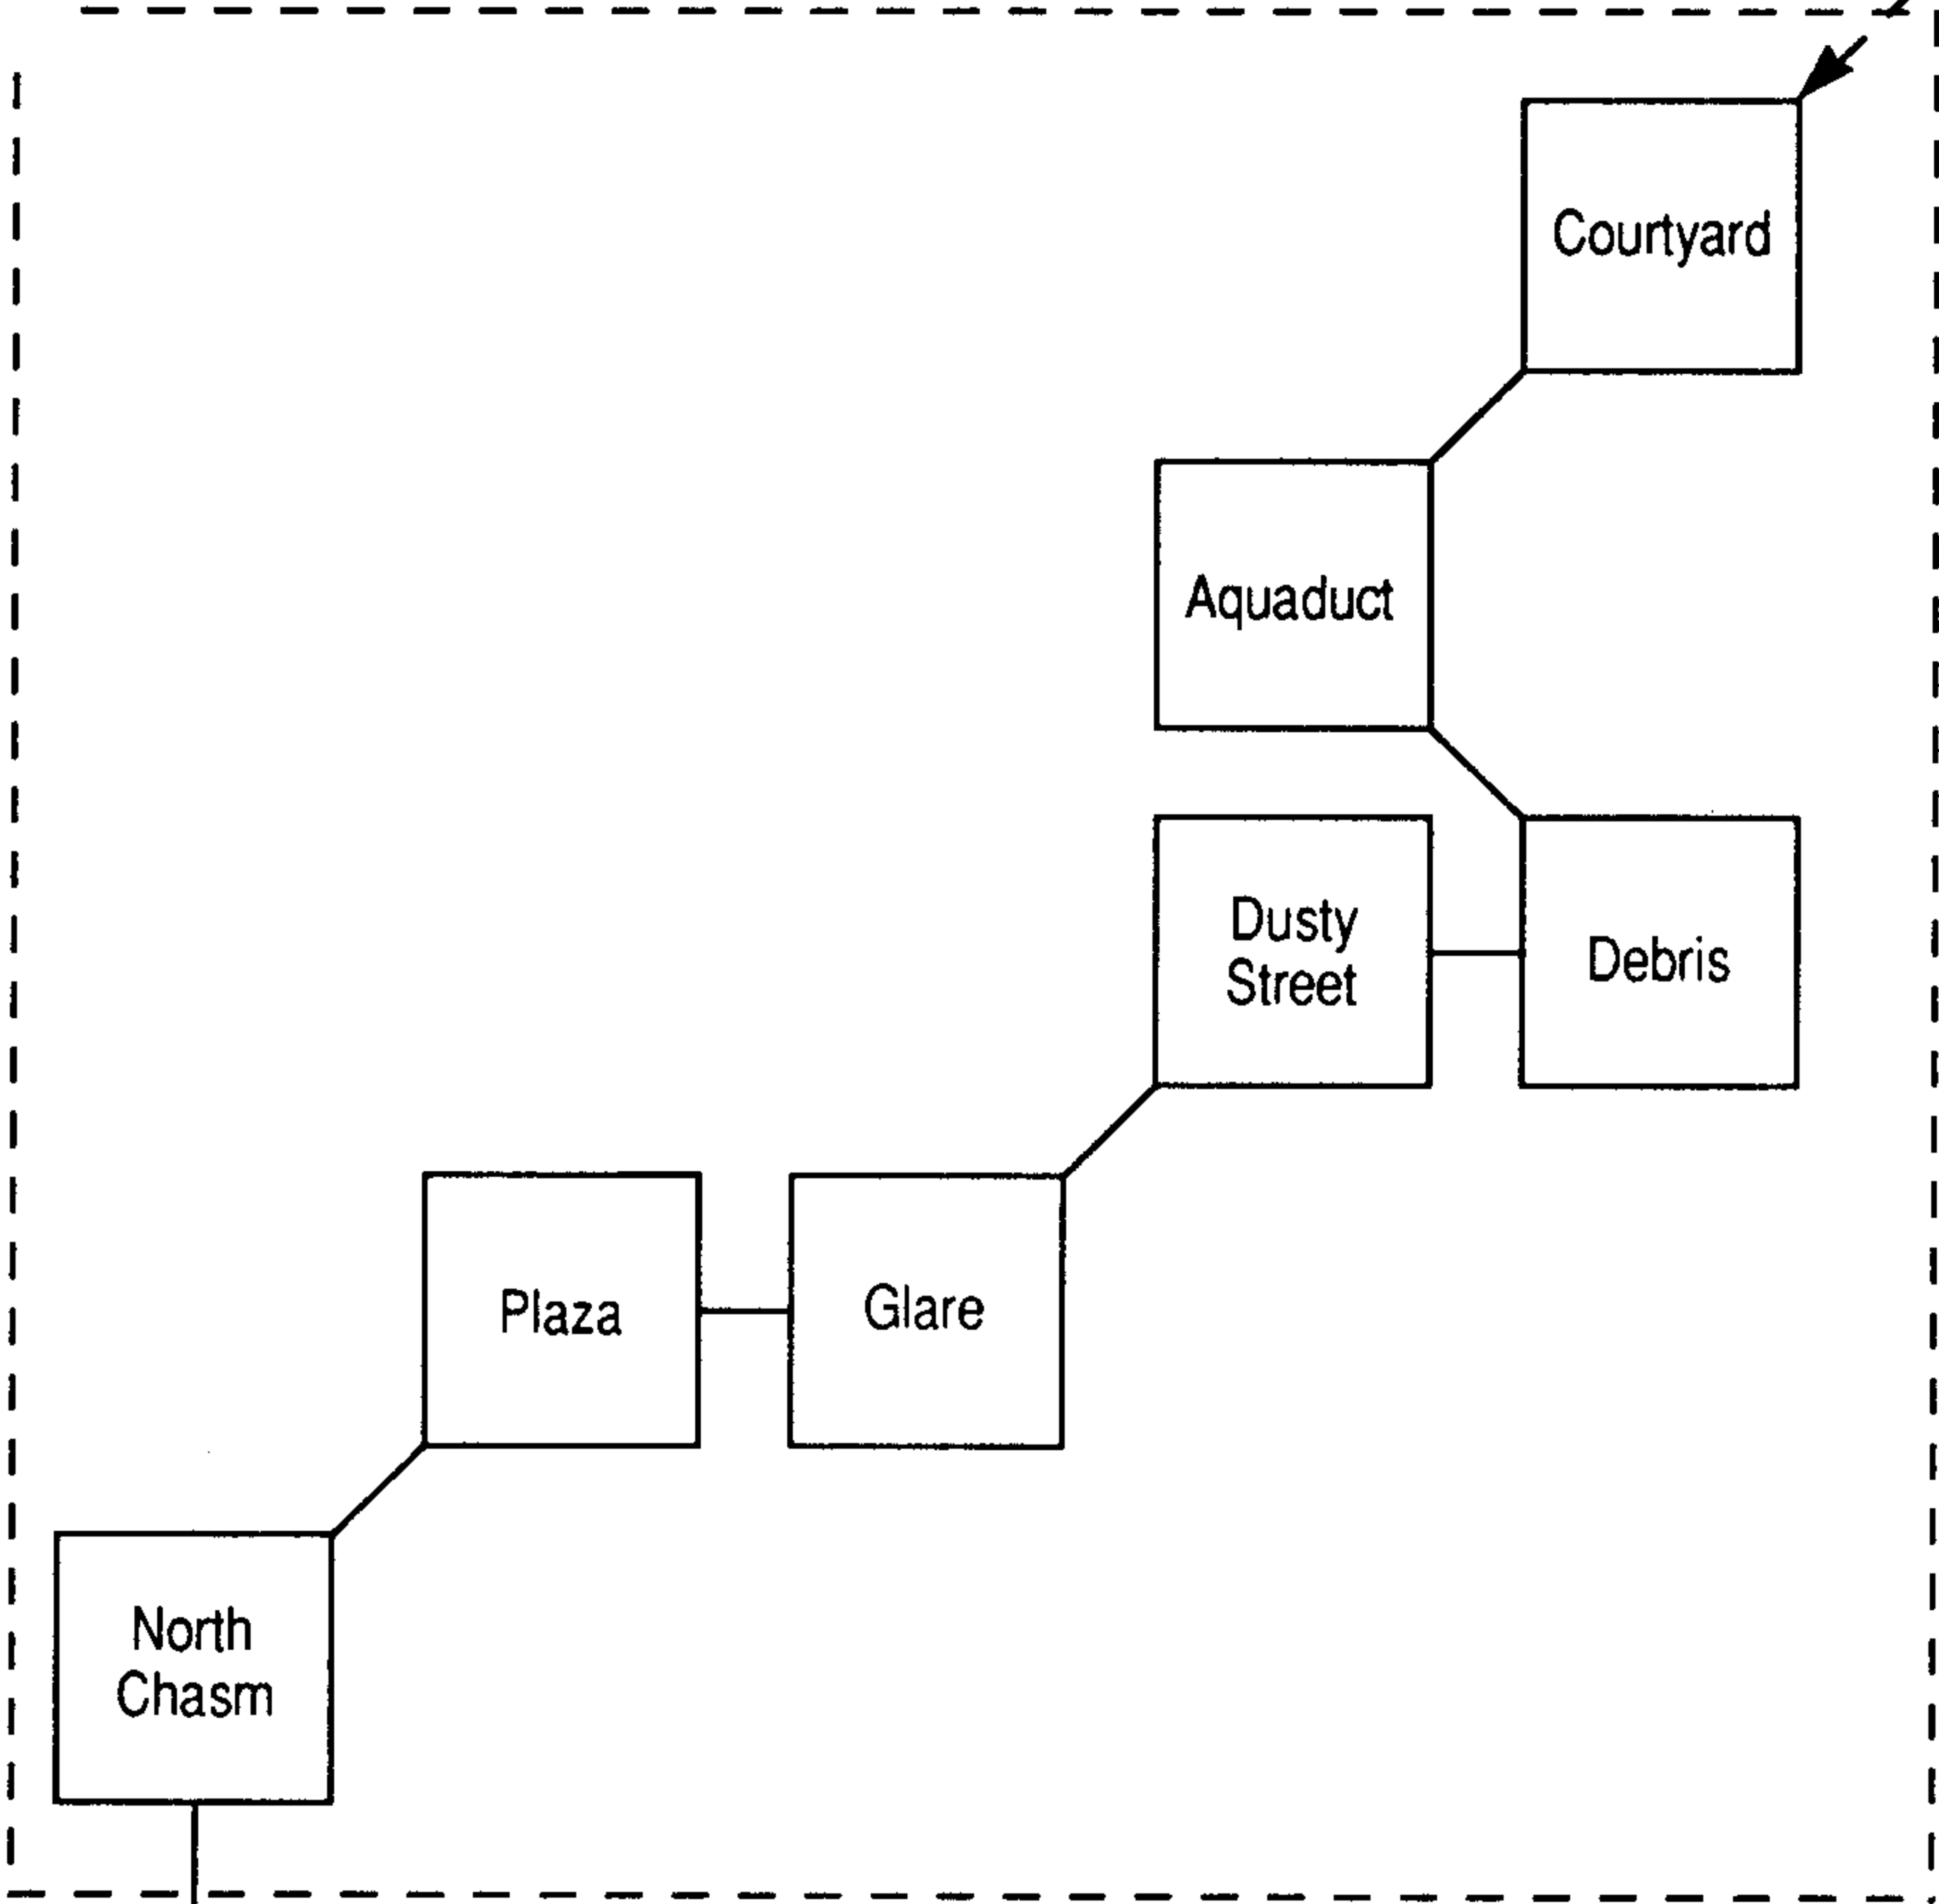 Courtyard
Aquaduct
Dusty
Street
Debris
Plaza
Glare
North
Chasm